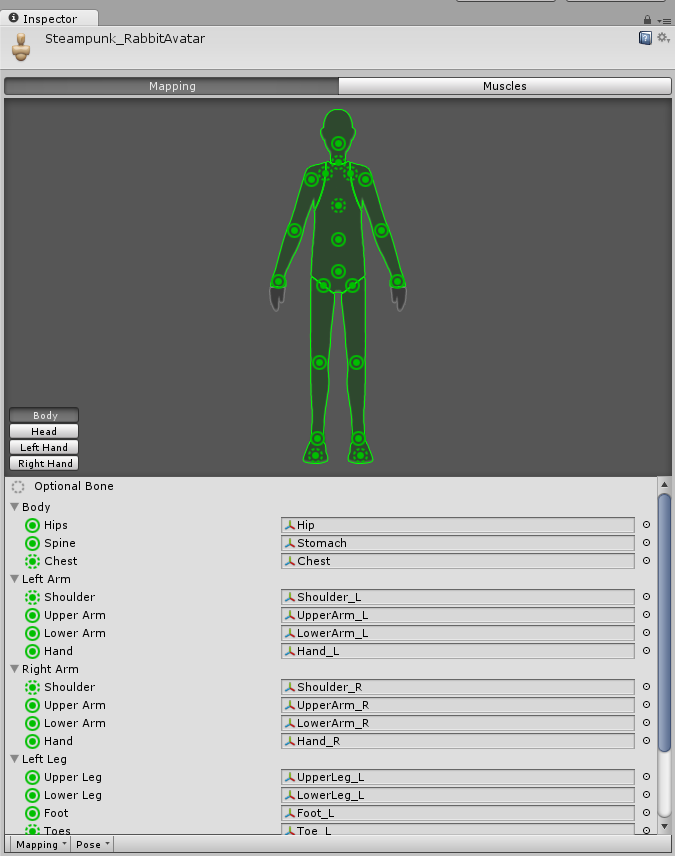 Inspector
Steampunk_RabbitAvatar
Mapping Muscles
Body
Head
Left Hand
Right Hand
Optional Bone
Body
Hips Hip
Spine Stomach
Chest Chest
Left Arm
Shoulder Shoulder_L
Upper Arm UpperArm_L
Lower Arm LowerArm_L
Hand Hand_L
Right Arm
Shoulder Shoulder_R
Upper Arm UpperArm_R
Lower Arm LowerArm_R
Hand Hand_R
Left Leg
Upper Leg UpperLeg_L
Lower Leg LowerLeg_L
Foot Foot_L
Toes Toe_L
Mapping Pose